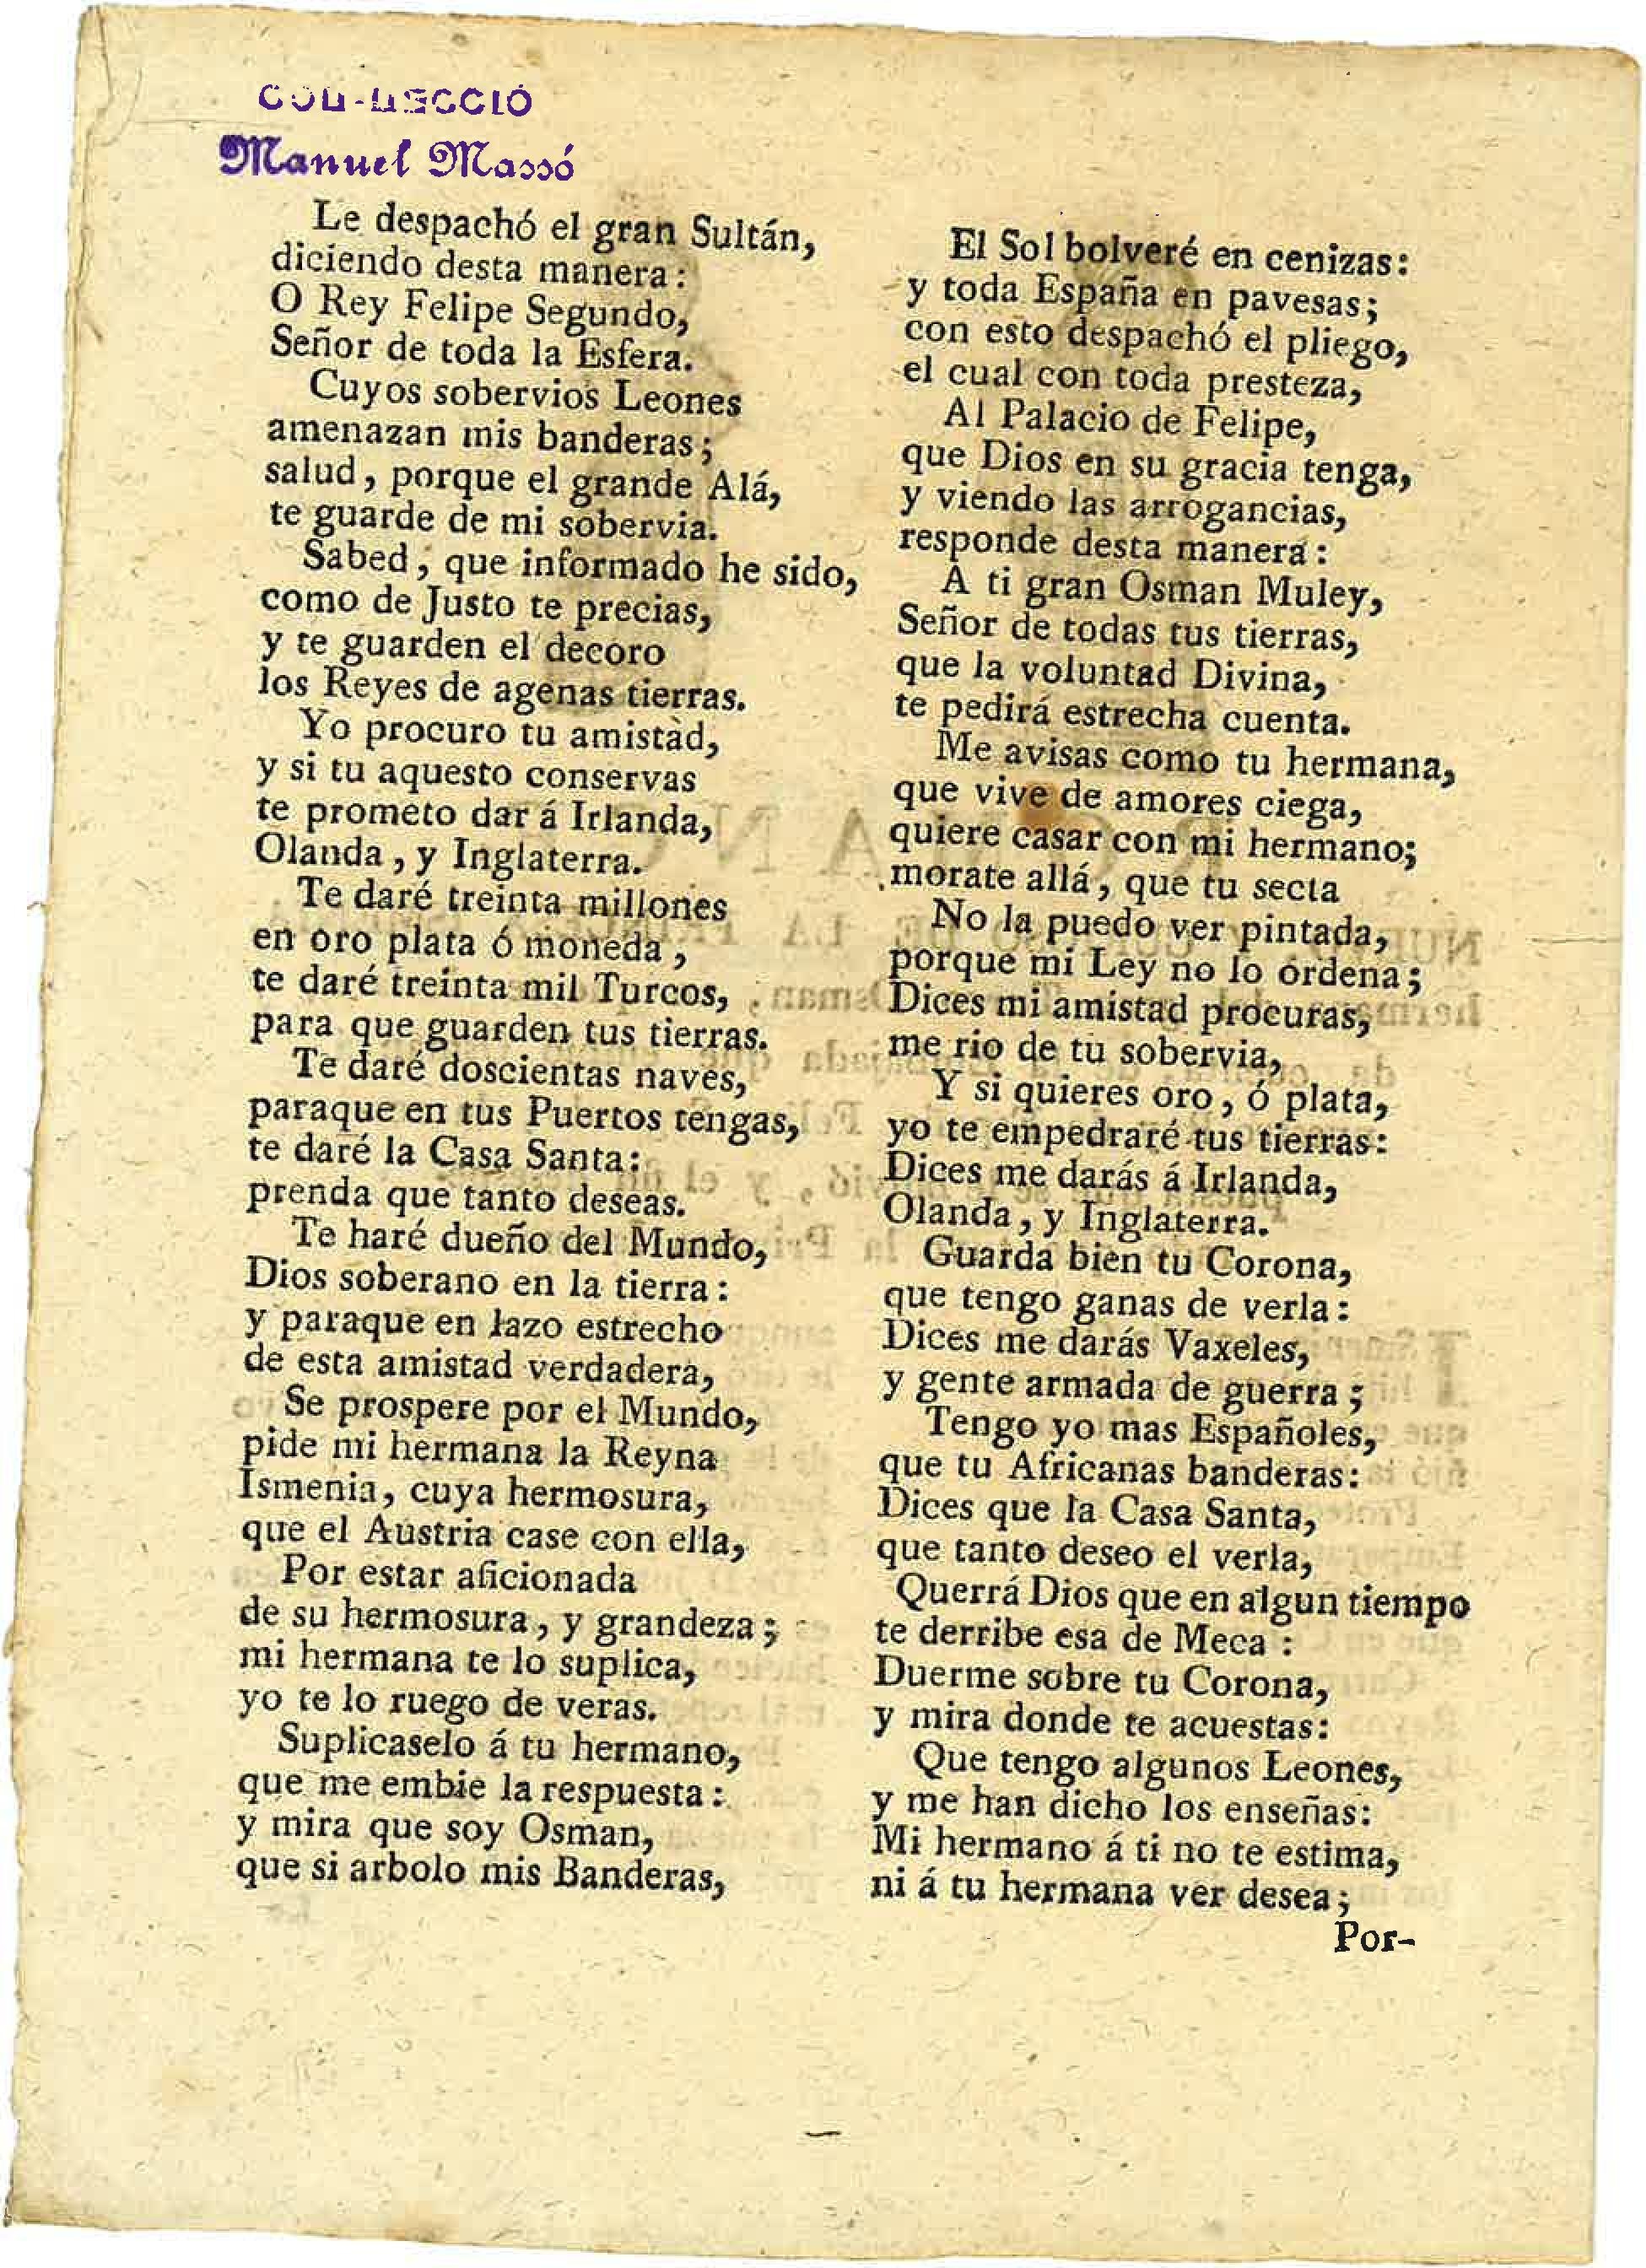 COL·LECCIÓ
Manuel Massó
Le despachó el gran Sultán,
diciendo desta manera:
O Rey Felipe Segundo,
Señor de toda la Esfera.
Cuyos sobervios Leones
amenazan mis banderas;
salud, porque el grande Alá,
te guarde de mi sobervia.
Sabed, que informado he sido,
como de Justo te precias,
y te guarden el decoro
los Reyes de agenas tierras.
Yo procuro tu amistad,
y si tu aquesto conservas
te prometo dar á Irlanda,
Olanda, y Inglaterra.
Te daré treinta millones
en oro plata ó moneda,
te daré treinta mil Turcos,
para que guarden tus tierras.
Te daré doscientas naves,
paraque en tus Puertos tengas,
te daré la Casa Santa:
prenda que tanto deseas.
Te haré dueño del Mundo,
Dios soberano en la tierra:
y paraque en lazo estrecho
de esta amistad verdadera,
Se prospere por el Mundo,
pide mi hermana la Reyna
Ismenia, cuya hermosura,
que el Austria case con ella,
Por estar aficionada
de su hermosura, y grandeza;
mi hermana te lo suplica,
yo te lo ruego de veras.
Suplicaselo á tu hermano,
que me embie la respuesta:
y mira que soy Osman,
que si arbolo mis Banderas,
El Sol bolveré en cenizas:
y toda España en pavesas;
con esto despachó el pliego,
el cual con toda presteza,
Al Palacio de Felipe,
que Dios en su gracia tenga,
y viendo las arrogancias,
responde desta manera:
A ti gran Osman Muley,
Señor de todas tus tierras,
que la voluntad Divina,
te pedirá estrecha cuenta.
Me avisas como tu hermana,
que vive de amores ciega,
quiere casar con mi hermano;
morate allá, que tu secta
No la puedo ver pintada,
porque mi Ley no lo ordena;
Dices mi amistad procuras,
me rio de tu sobervia,
Y si quieres oro, ó plata,
yo te empedraré tus tierras:
Dices me darás á Irlanda,
Olanda, y Inglaterra.
Guarda bien tu Corona,
que tengo ganas de verla:
Dices me darás Vaxeles,
y gente armada de guerra;
Tengo yo mas Españoles,
que tu Africanas banderas:
Dices que la Casa Santa,
que tanto deseo el verla,
Querrá Dios que en algun tiempo
te derribe esa de Meca:
Duerme sobre tu Corona,
y mira donde te acuestas:
Que tengo algunos Leones,
y me han dicho los enseñas:
Mi hermano á ti no te estima,
ni á tu hermana ver desea;
Por-